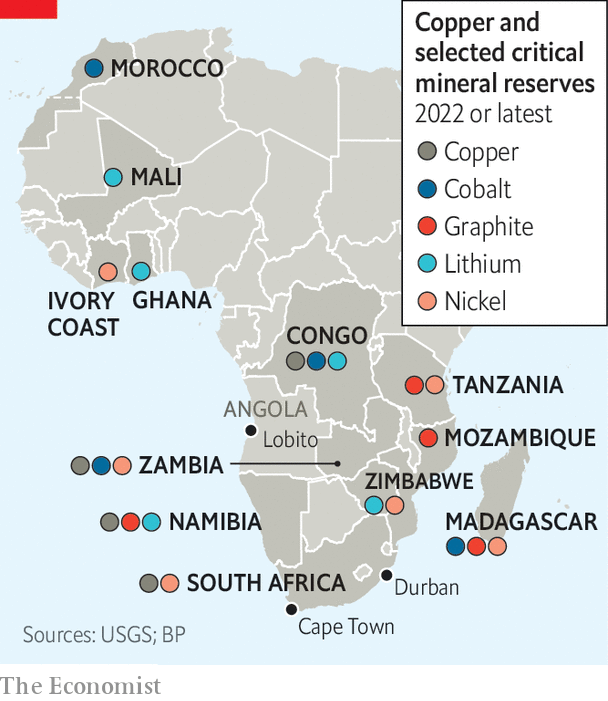 Copper and
selected critical
mineral reserves
2022 or latest
Copper
Cobalt
Graphite
Lithium
Nickel
MOROCCO
MALI
IVORY
COAST
GHANA
CONGO
TANZANIA
ANGOLA
Lobito
MOZAMBIQUE
ZAMBIA
ZIMBABWE
NAMIBIA
MADAGASCAR
SOUTH AFRICA
Durban
Cape Town
Sources: USGS; BP
The Economist